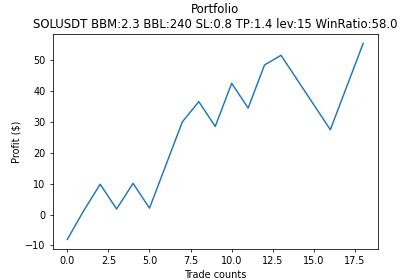 Portfolio
SOLUSDT BBM:2.3 BBL:240 SL:0.8 TP:1.4 lev:15 WinRatio:58.0
50
40
30
20
10
0
−10
Profit ($)
0.0 2.5 5.0 7.5 10.0 12.5 15.0 17.5
Trade counts